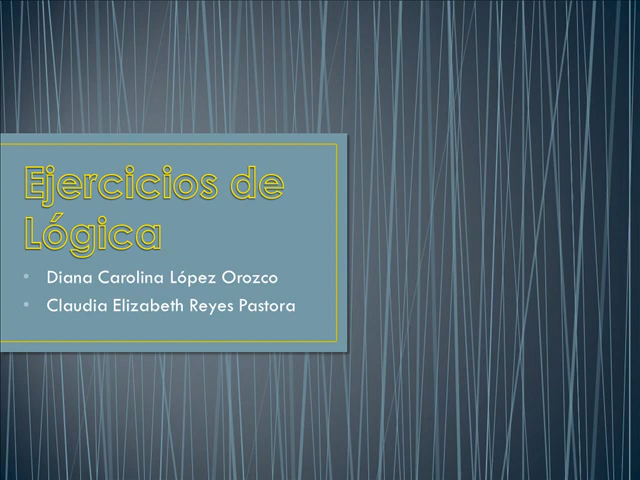 Ejercicios de
Lógica
• Diana Carolina López Orozco
• Claudia Elizabeth Reyes Pastora